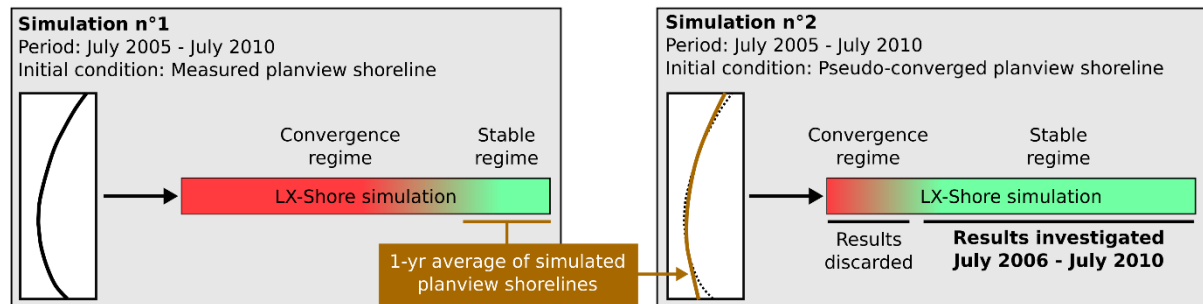 Simulation n°1
Period: July 2005 - July 2010
Initial condition: Measured planview shoreline
Convergence
regime
Stable
regime
LX-Shore simulation
1-yr average of simulated
planview shorelines
Simulation n°2
Period: July 2005 - July 2010
Initial condition: Pseudo-converged planview shoreline
Convergence
regime
Stable
regime
LX-Shore simulation
Results
discarded
Results investigated
July 2006 - July 2010